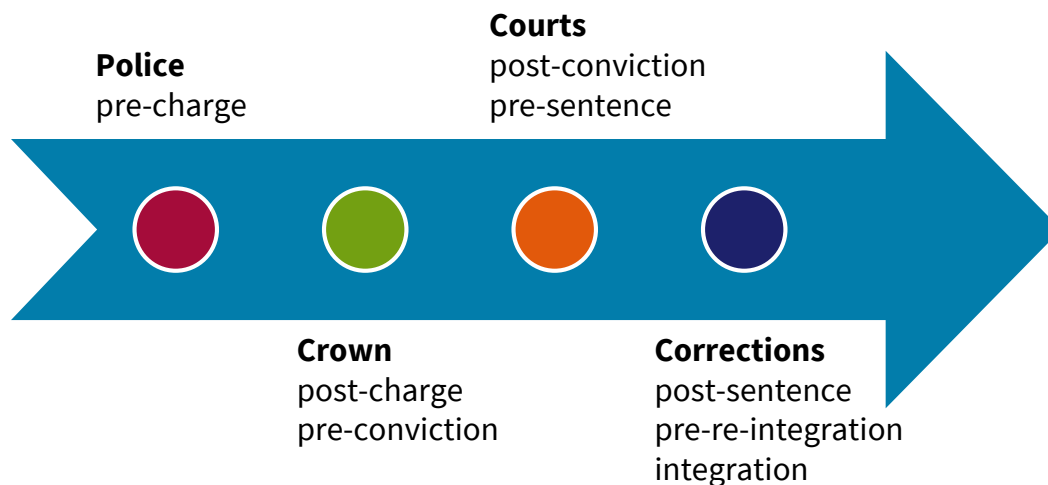 Police
pre-charge
Crown
post-charge
pre-conviction
Courts
post-conviction
pre-sentence
Corrections
post-sentence
pre-re-integration
integration